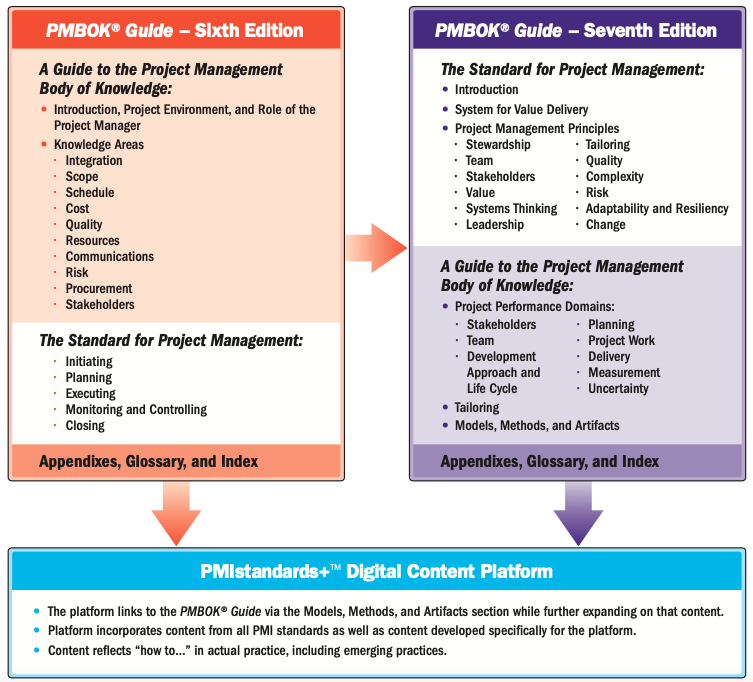 PMBOK® Guide – Sixth Edition
A Guide to the Project Management
Body of Knowledge:
• Introduction, Project Environment, and Role of the
Project Manager
• Knowledge Areas
· Integration
· Scope
· Schedule
· Cost
· Quality
· Resources
· Communications
· Risk
· Procurement
· Stakeholders
The Standard for Project Management:
· Initiating
· Planning
· Executing
· Monitoring and Controlling
· Closing
Appendixes, Glossary, and Index
PMBOK® Guide – Seventh Edition
The Standard for Project Management:
• Introduction
• System for Value Delivery
• Project Management Principles
· Stewardship
· Team
· Stakeholders
· Value
· Systems Thinking
· Leadership
· Tailoring
· Quality
· Complexity
· Risk
· Adaptability and Resiliency
· Change
A Guide to the Project Management
Body of Knowledge:
• Project Performance Domains:
· Stakeholders
· Team
· Development
Approach and
Life Cycle
· Planning
· Project Work
· Delivery
· Measurement
· Uncertainty
• Tailoring
• Models, Methods, and Artifacts
Appendixes, Glossary, and Index
PMIstandards+™ Digital Content Platform
• The platform links to the PMBOK® Guide via the Models, Methods, and Artifacts section while further expanding on that content.
• Platform incorporates content from all PMI standards as well as content developed specifically for the platform.
• Content reflects “how to...” in actual practice, including emerging practices.